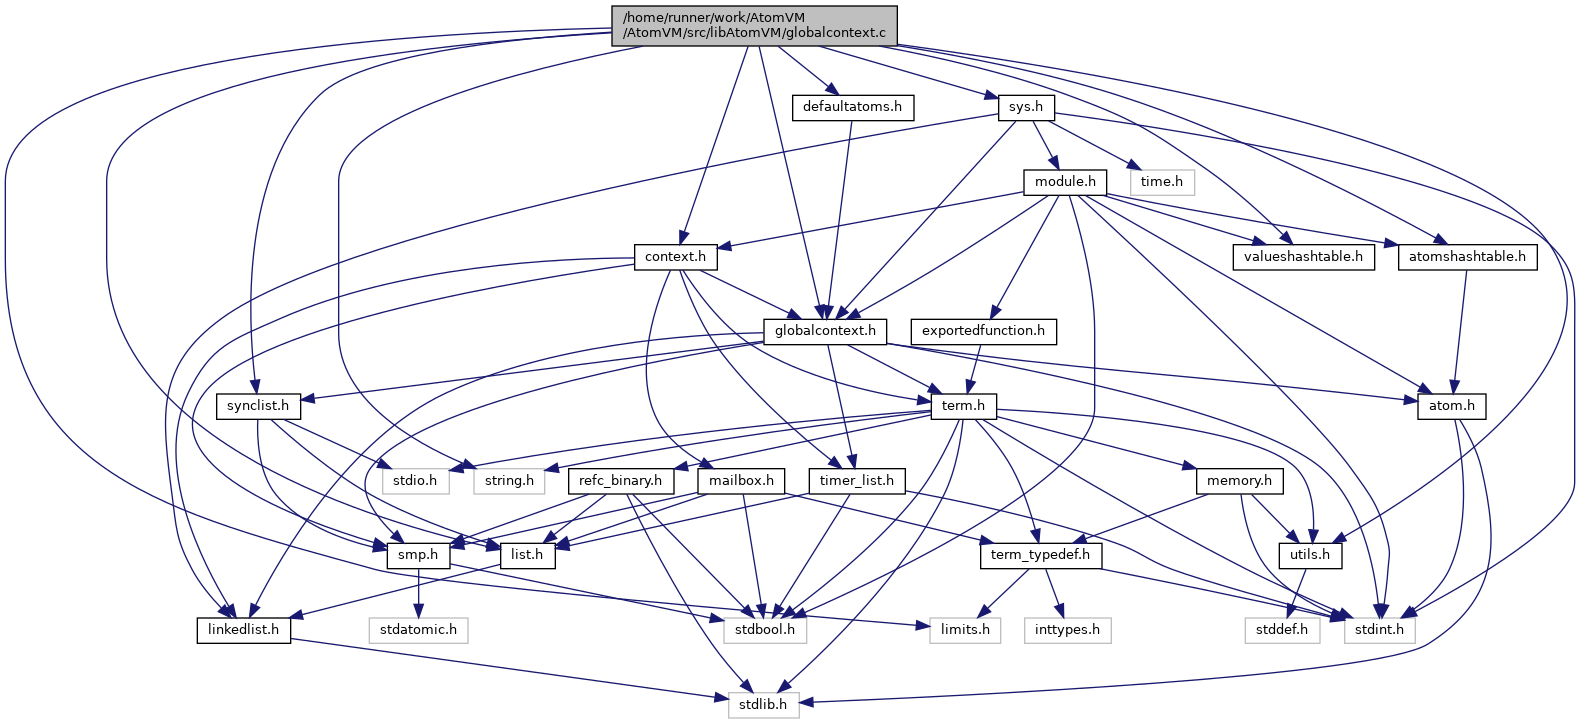 /home/runner/work/AtomVM
/AtomVM/src/libAtomVM/globalcontext.c
defaultatoms.h
sys.h
module.h
time.h
context.h
valueshashtable.h
atomshashtable.h
globalcontext.h
exportedfunction.h
synclist.h
term.h
atom.h
stdio.h
string.h
refc_binary.h
mailbox.h
timer_list.h
memory.h
smp.h
list.h
term_typedef.h
utils.h
linkedlist.h
stdatomic.h
stdbool.h
limits.h
inttypes.h
stddef.h
stdint.h
stdlib.h